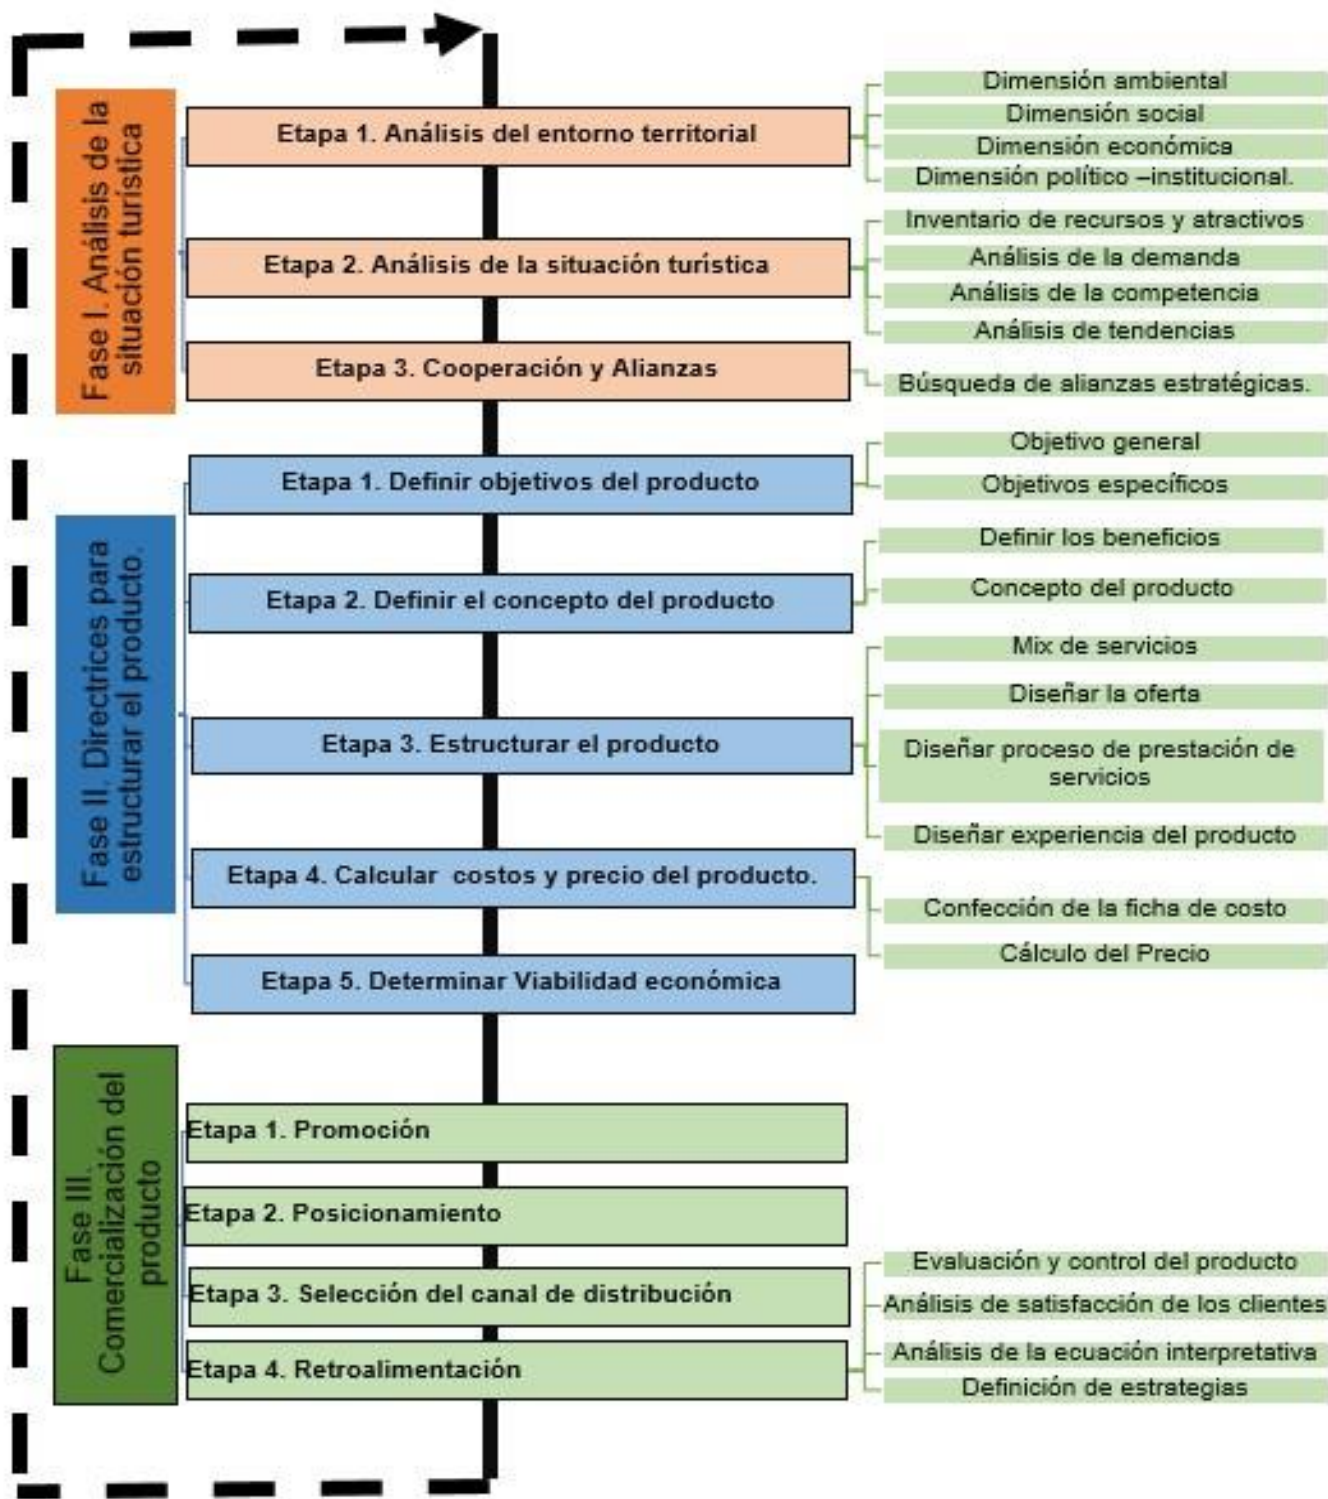 Fase I. Análisis de la
situación turística
Etapa 1. Análisis del entorno territorial
Dimensión ambiental
Dimensión social
Dimensión económica
Dimensión político –institucional.
Etapa 2. Análisis de la situación turística
Inventario de recursos y atractivos
Análisis de la demanda
Análisis de la competencia
Análisis de tendencias
Etapa 3. Cooperación y Alianzas
Búsqueda de alianzas estratégicas.
Fase II. Directrices para
estructurar el producto.
Etapa 1. Definir objetivos del producto
Objetivo general
Objetivos específicos
Etapa 2. Definir el concepto del producto
Definir los beneficios
Concepto del producto
Etapa 3. Estructurar el producto
Mix de servicios
Diseñar la oferta
Diseñar proceso de prestación de
servicios
Diseñar experiencia del producto
Etapa 4. Calcular costos y precio del producto.
Confección de la ficha de costo
Cálculo del Precio
Etapa 5. Determinar Viabilidad económica
Fase III.
Comercialización del
producto
Etapa 1. Promoción
Etapa 2. Posicionamiento
Etapa 3. Selección del canal de distribución
Etapa 4. Retroalimentación
Evaluación y control del producto
Análisis de satisfacción de los clientes
Análisis de la ecuación interpretativa
Definición de estrategias